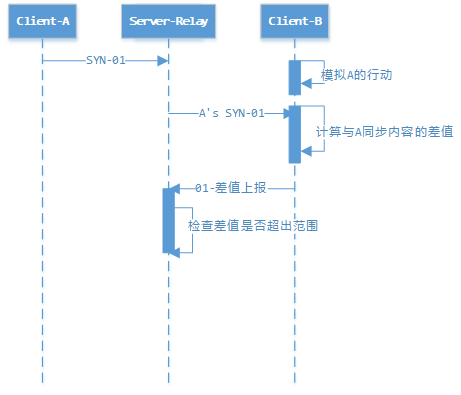 Client-A
Server-Relay
Client-B
SYN-01
模拟A的行动
A's SYN-01
计算与A同步内容的差值
01-差值上报
检查差值是否超出范围